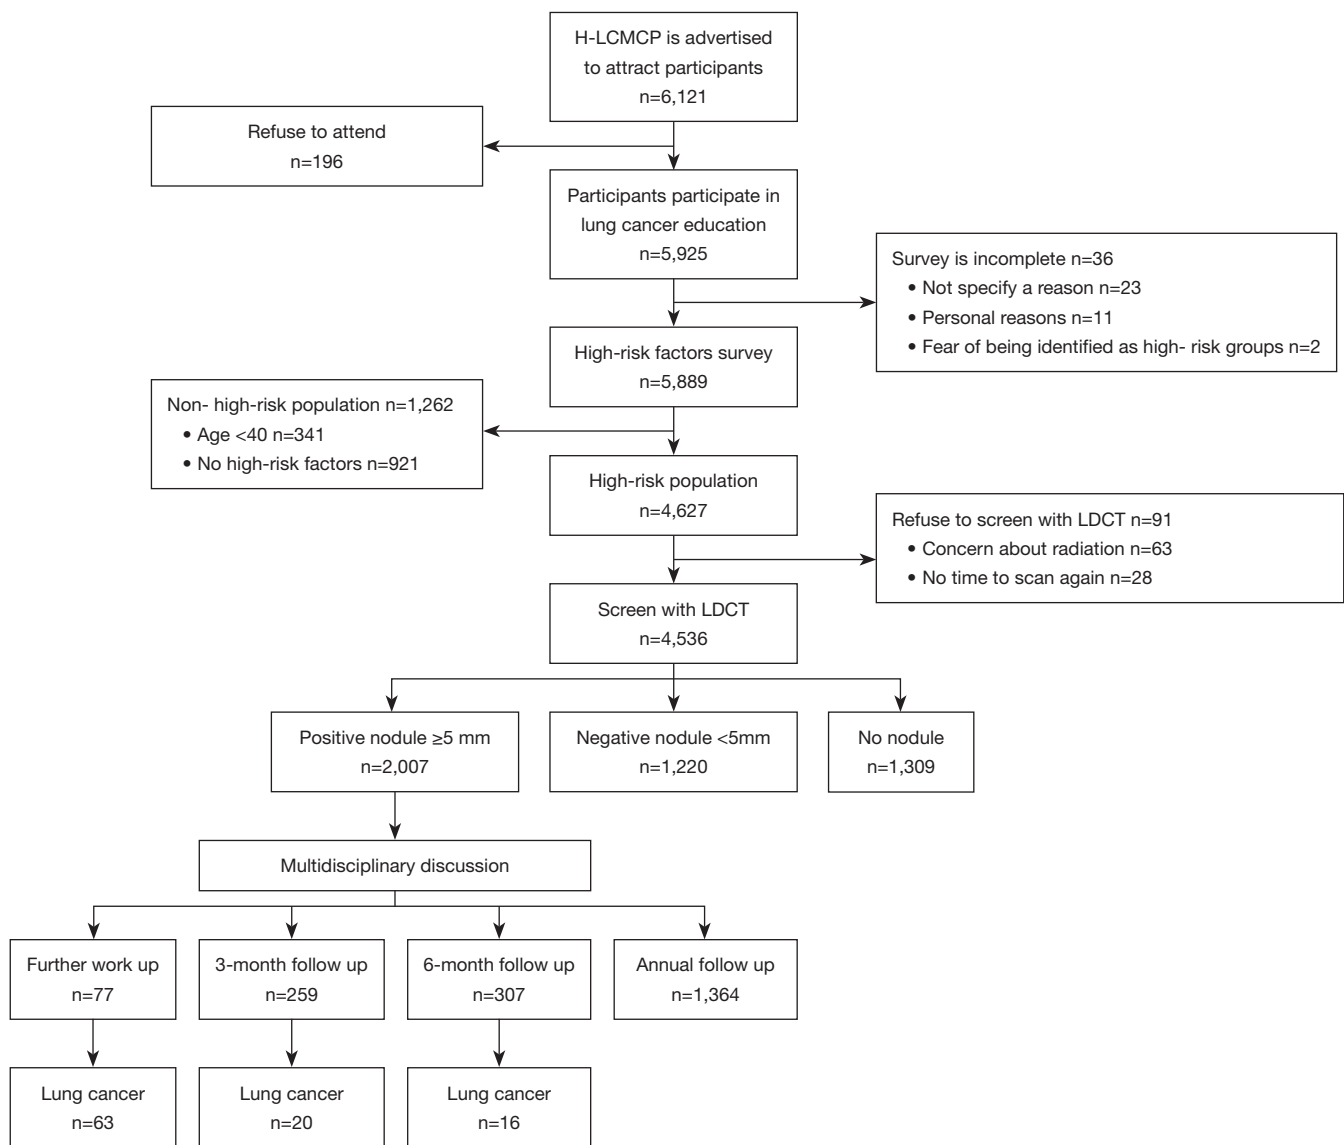 H-LCMCP is advertised
to attract participants
n=6,121
Refuse to attend
n=196
Participants participate in
lung cancer education
n=5,925
Survey is incomplete n=36
• Not specify a reason n=23
• Personal reasons n=11
• Fear of being identified as high- risk groups n=2
High-risk factors survey
n=5,889
Non- high-risk population n=1,262
• Age <40 n=341
• No high-risk factors n=921
High-risk population
n=4,627
Refuse to screen with LDCT n=91
• Concern about radiation n=63
• No time to scan again n=28
Screen with LDCT
n=4,536
Positive nodule ≥5 mm
n=2,007
Negative nodule <5mm
n=1,220
No nodule
n=1,309
Multidisciplinary discussion
Further work up
n=77
3-month follow up
n=259
6-month follow up
n=307
Annual follow up
n=1,364
Lung cancer
n=63
Lung cancer
n=20
Lung cancer
n=16